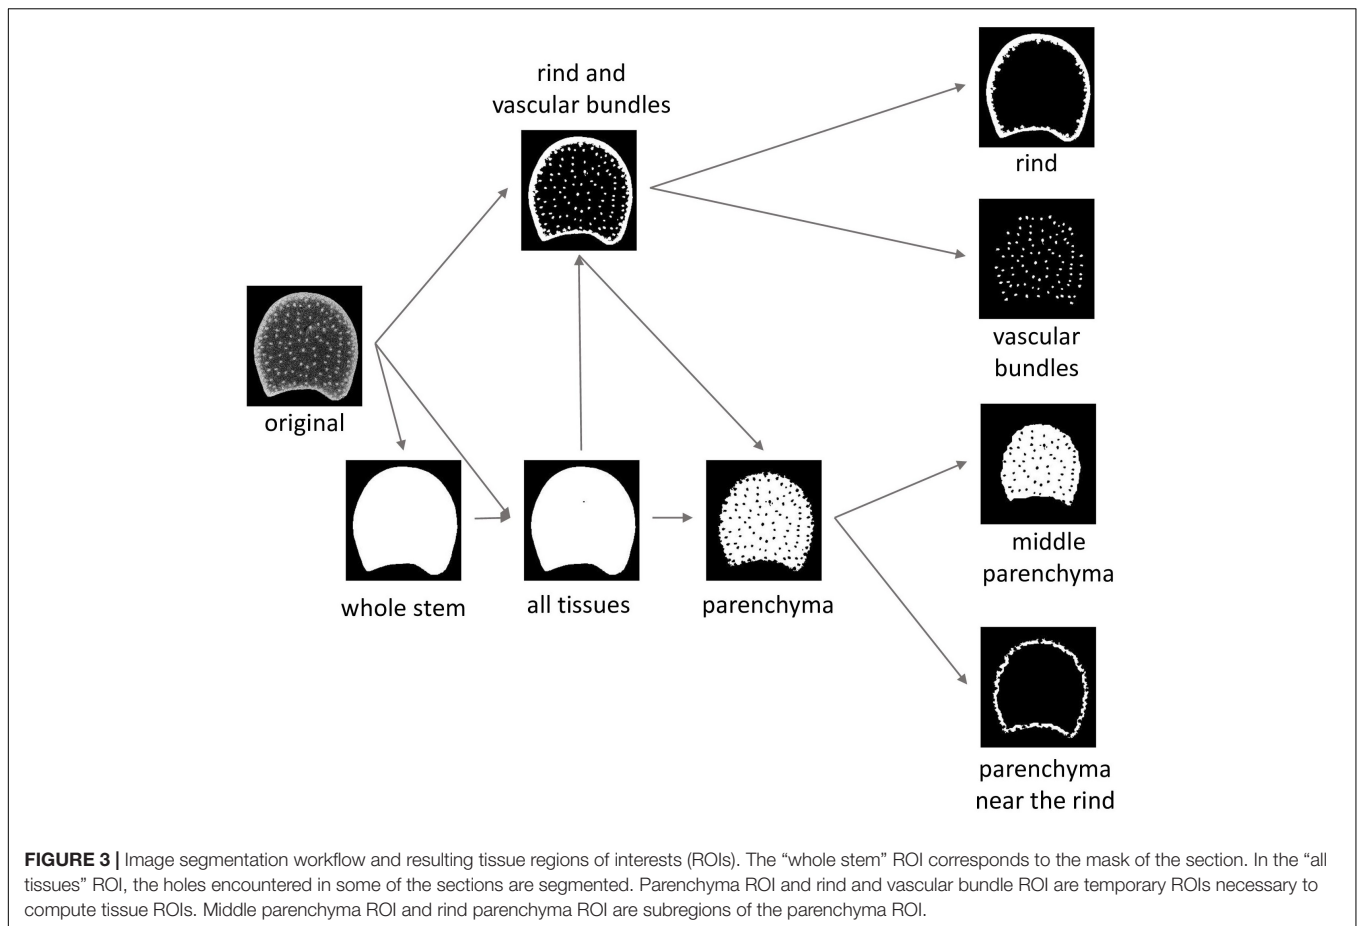 rind and
vascular bundles
rind
vascular
bundles
original
whole stem
all tissues
parenchyma
middle
parenchyma
parenchyma
near the rind
FIGURE 3 | Image segmentation workflow and resulting tissue regions of interests (ROIs). The “whole stem” ROI corresponds to the mask of the section. In the “all
tissues” ROI, the holes encountered in some of the sections are segmented. Parenchyma ROI and rind and vascular bundle ROI are temporary ROIs necessary to
compute tissue ROIs. Middle parenchyma ROI and rind parenchyma ROI are subregions of the parenchyma ROI.